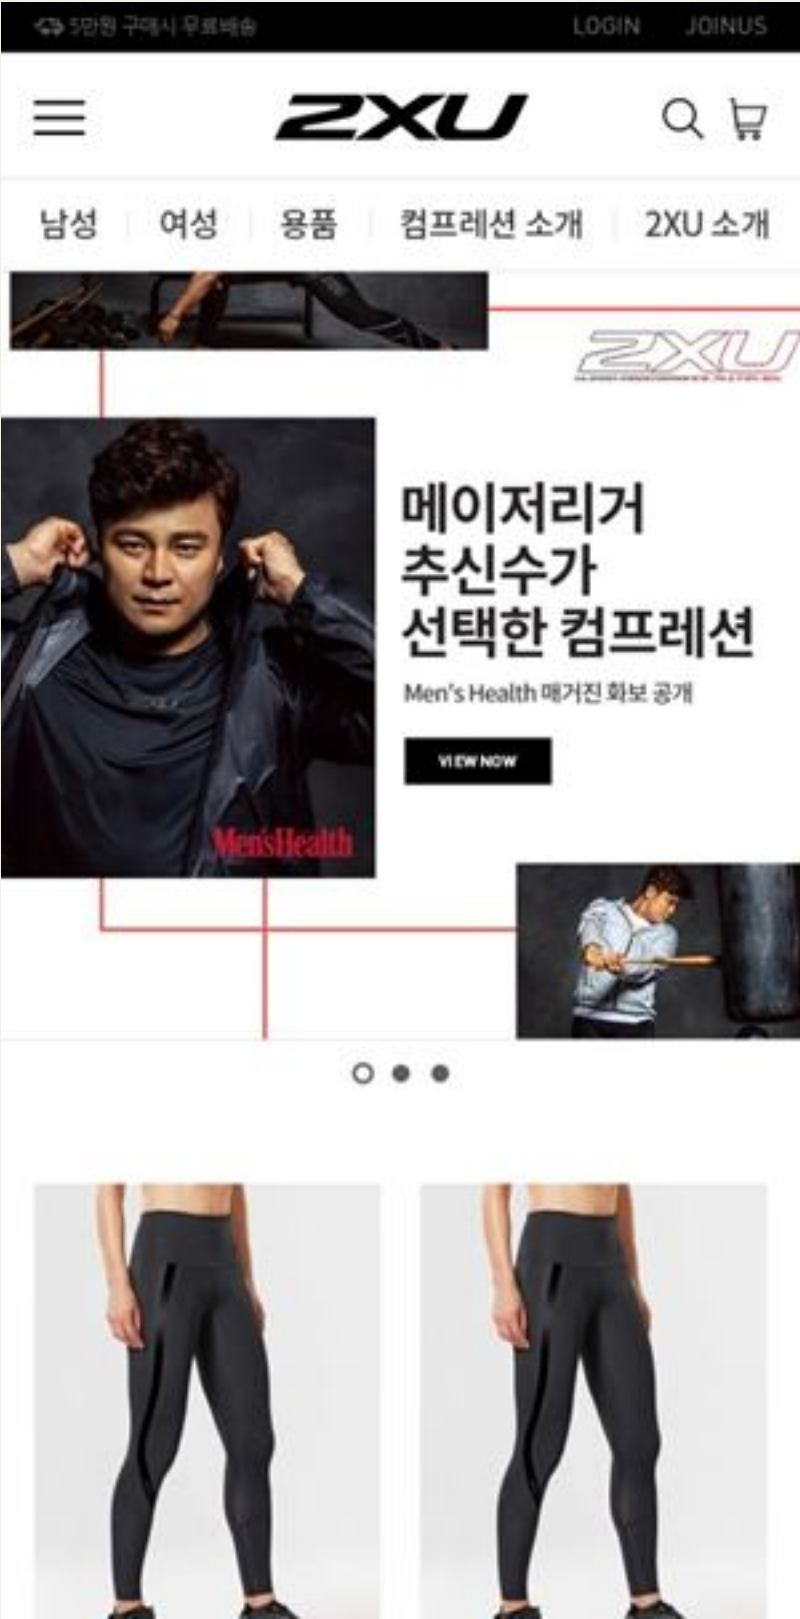 5만원 구매시 무료배송
LOGIN JOINUS
2XU
남성 여성 용품 컴프레션 소개 2XU 소개
2XU
메이저리거
추신수가
선택한 컴프레션
Men's Health 매거진 화보 공개
VIEW NOW
Men'sHealth